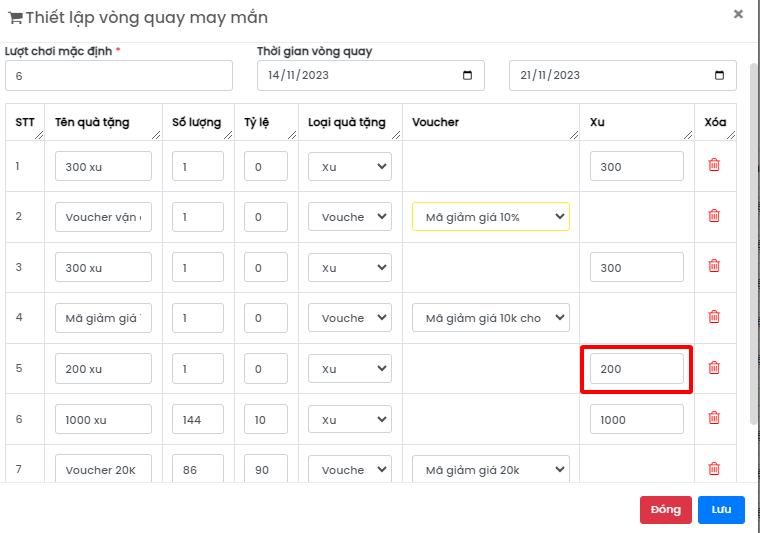 Thiết lập vòng quay may mắn ×
Lượt chơi mặc định * Thời gian vòng quay
6 14/11/2023 21/11/2023
STT Tên quà tặng Số lượng Tỷ lệ Loại quà tặng Voucher Xu Xóa
1 300 xu 1 0 Xu 300
2 Voucher vận 1 0 Vouche Mã giảm giá 10%
3 300 xu 1 0 Xu 300
4 Mã giảm giá 1 0 Vouche Mã giảm giá 10k cho
5 200 xu 1 0 Xu 200
6 1000 xu 144 10 Xu 1000
7 Voucher 20K 86 90 Vouche Mã giảm giá 20k
Đóng Lưu